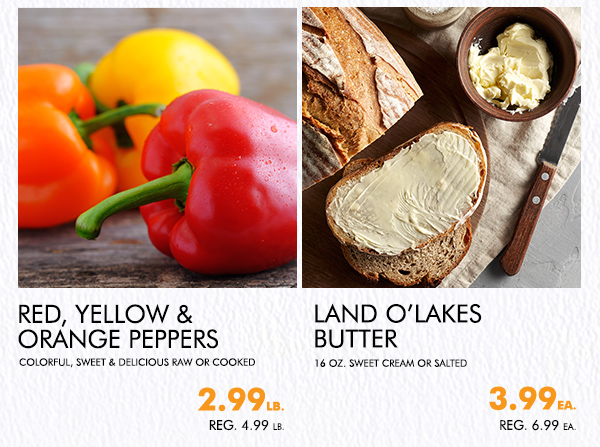 RED, YELLOW &
ORANGE PEPPERS
COLORFUL, SWEET & DELICIOUS RAW OR COOKED
2.99 LB.
REG. 4.99 LB.
LAND O'LAKES
BUTTER
16 OZ. SWEET CREAM OR SALTED
3.99 EA.
REG. 6.99 EA.